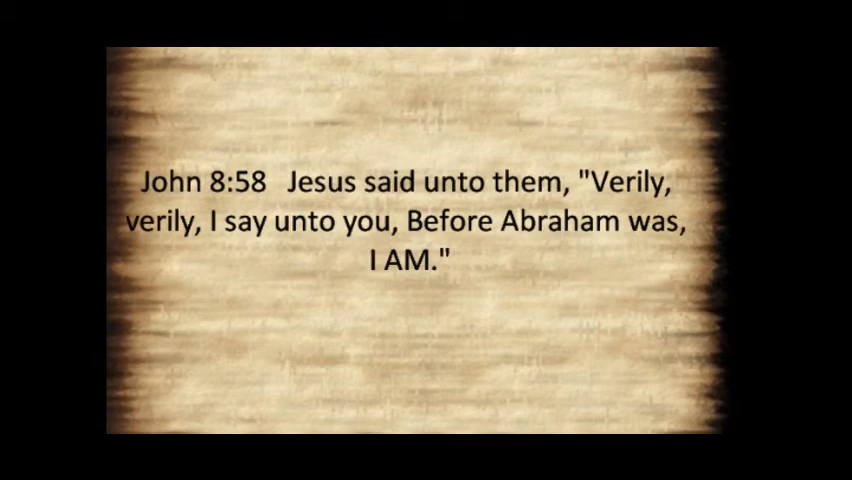 John 8:58   Jesus said unto them, "Verily,
verily, I say unto you, Before Abraham was,
I AM."